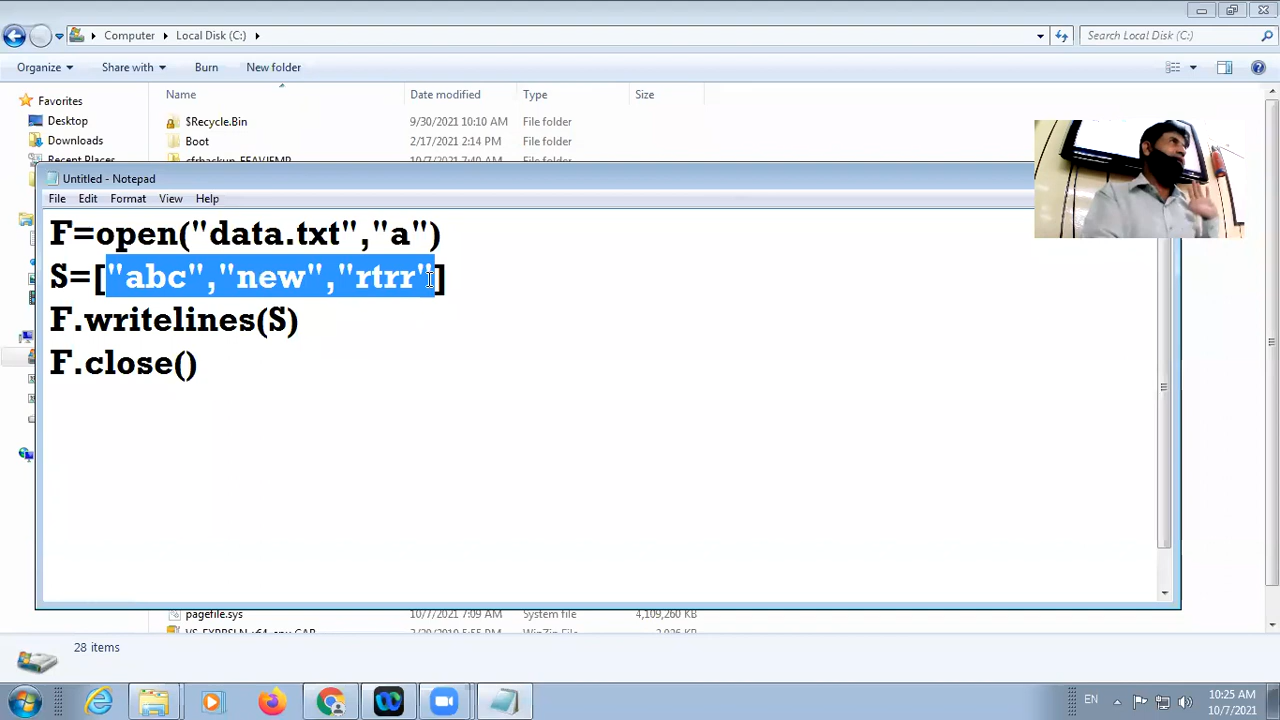 Computer Local Disk (C:)
Search Local Disk (C:)
Organize Share with Burn New folder
Name Date modified Type Size
Favorites
Desktop
Downloads
Recent Places
$Recycle.Bin 9/30/2021 10:10 AM File folder
Boot 2/17/2021 2:14 PM File folder
Untitled - Notepad
File Edit Format View Help
F=open("data.txt","a")
S=["abc","new","rtrr"]
F.writelines(S)
F.close()
pagefile.sys 10/7/2021 7:09 AM System file 4,109,260 KB
28 items
EN
10:25 AM
10/7/2021